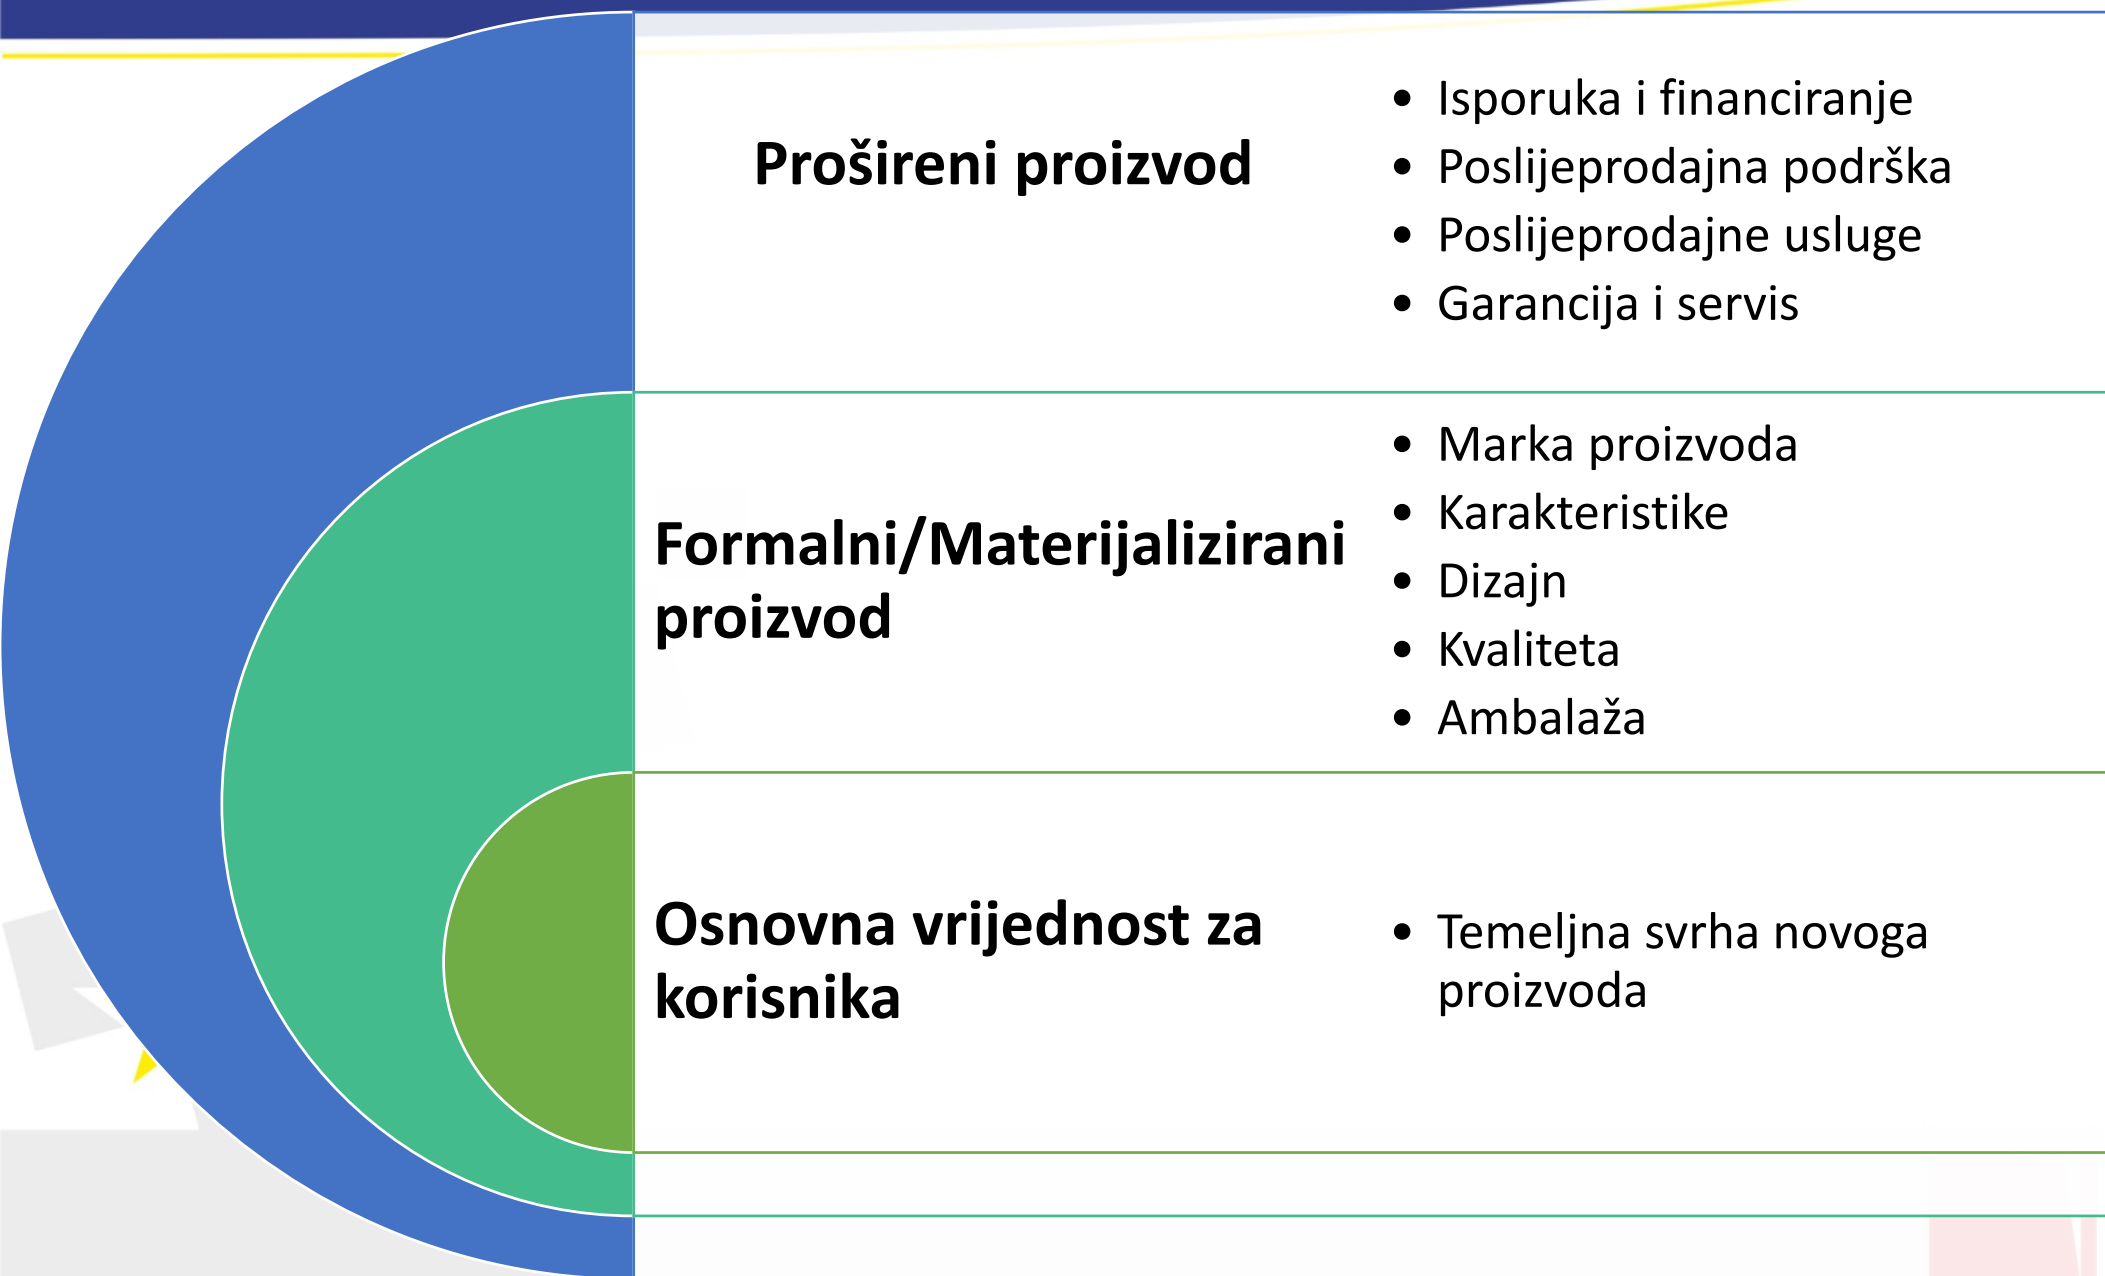 Prošireni proizvod
• Isporuka i financiranje
• Poslijeprodajna podrška
• Poslijeprodajne usluge
• Garancija i servis
Formalni/Materijalizirani
proizvod
• Marka proizvoda
• Karakteristike
• Dizajn
• Kvaliteta
• Ambalaža
Osnovna vrijednost za
korisnika
• Temeljna svrha novoga
proizvoda